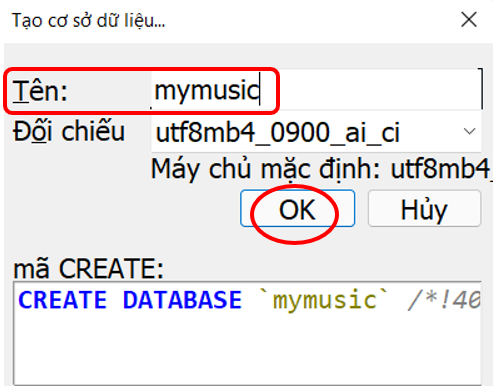 Tạo cơ sở dữ liệu...
Tên: mymusic
Đối chiếu utf8mb4_0900_ai_ci
Máy chủ mặc định: utf8mb4_
OK Hủy
mã CREATE:
CREATE DATABASE `mymusic` /*!40